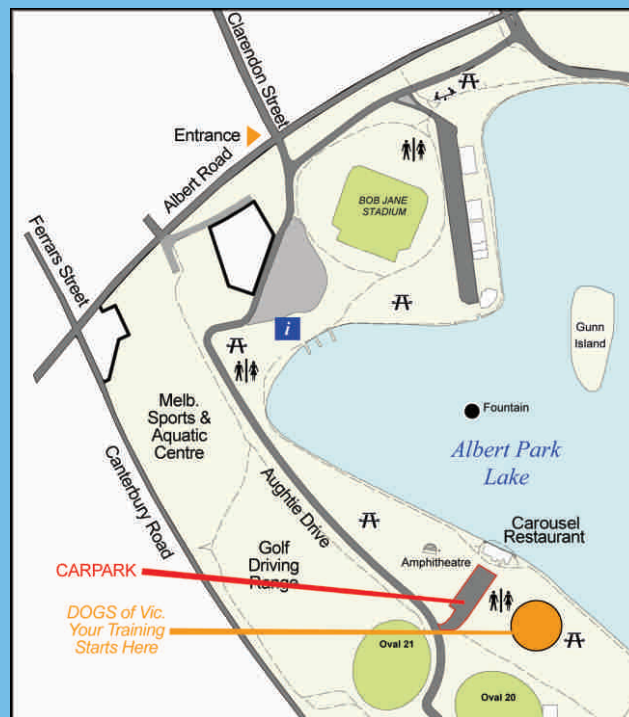 Clarendon Street
Entrance
Albert Road
Ferrars Street
BOB JANE
STADIUM
i
Gunn
Island
Fountain
Melb.
Sports &
Aquatic
Centre
Albert Park
Lake
Canterbury Road
Aughtie Drive
Carousel
Restaurant
Golf
Driving
Range
Amphitheatre
CARPARK
DOGS of Vic.
Your Training
Starts Here
Oval 21
Oval 20